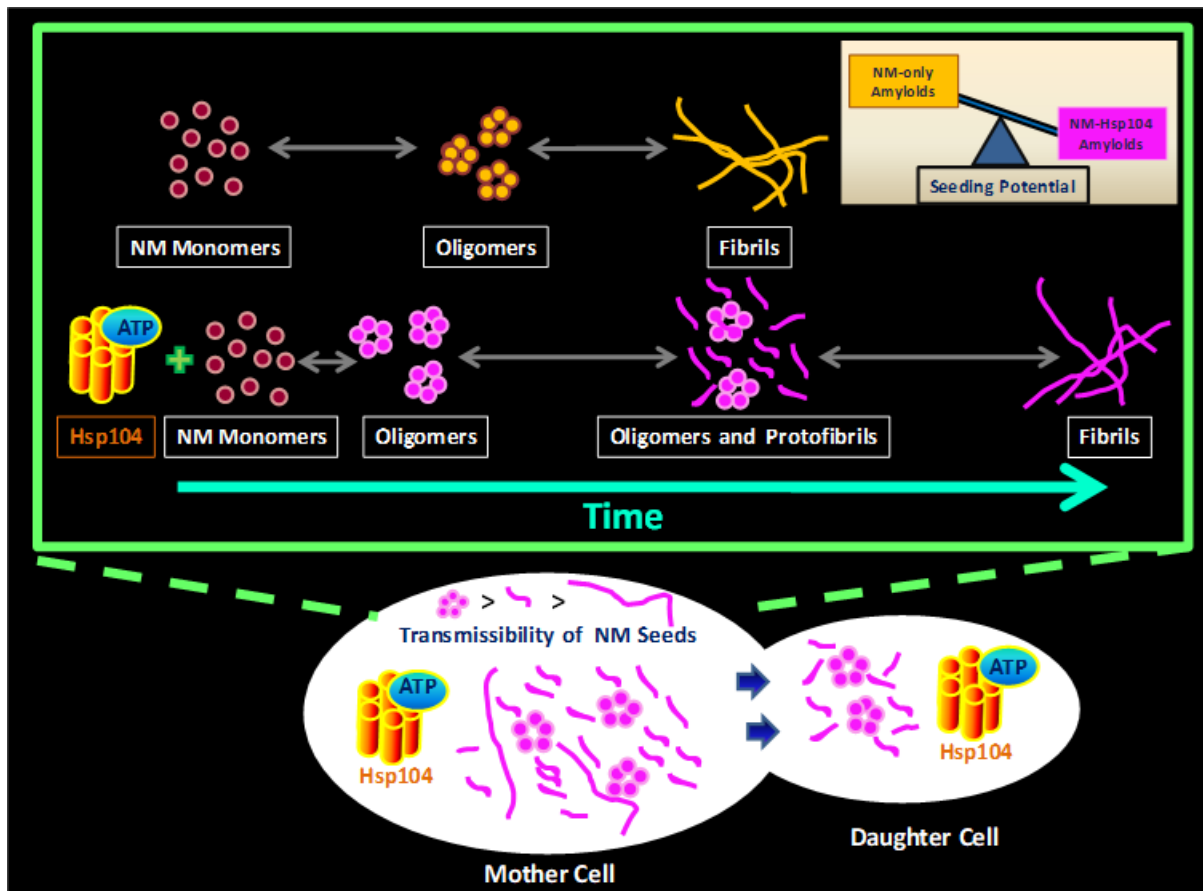 NM-only
Amyloids
NM-Hsp104
Amyloids
Seeding Potential
NM Monomers
Oligomers
Fibrils
ATP
Hsp104
NM Monomers
Oligomers
Oligomers and Protofibrils
Fibrils
Time
> >
Transmissibility of NM Seeds
ATP
Hsp104
ATP
Hsp104
Daughter Cell
Mother Cell